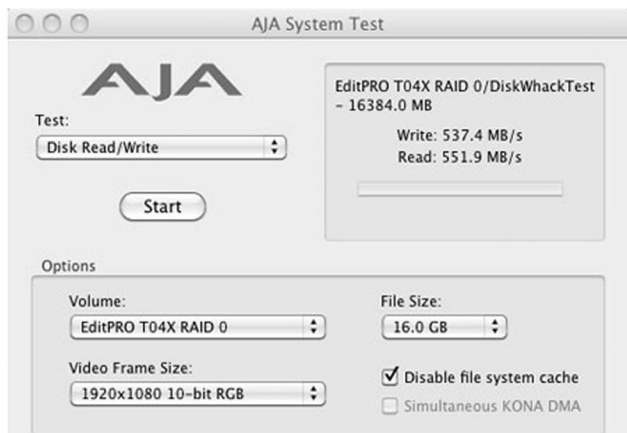 AJA System Test
AJA
Test:
Disk Read/Write
Start
EditPRO T04X RAID 0/DiskWhackTest
– 16384.0 MB
Write: 537.4 MB/s
Read: 551.9 MB/s
Options
Volume:
EditPRO T04X RAID 0
File Size:
16.0 GB
Video Frame Size:
1920x1080 10-bit RGB
Disable file system cache
Simultaneous KONA DMA